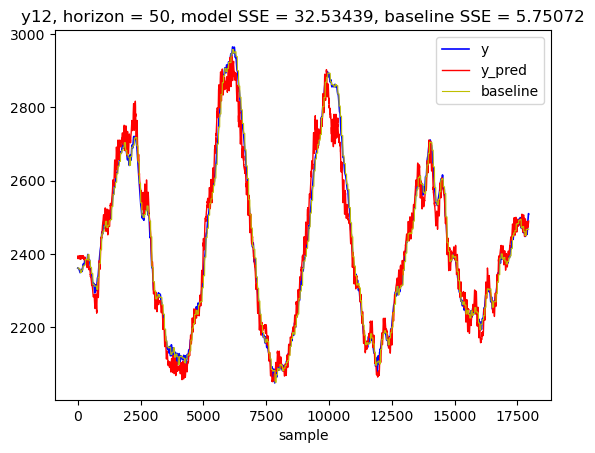 y12, horizon = 50, model SSE = 32.53439, baseline SSE = 5.75072
3000
2800
2600
2400
2200
y
y_pred
baseline
0
2500
5000
7500
10000
12500
15000
17500
sample